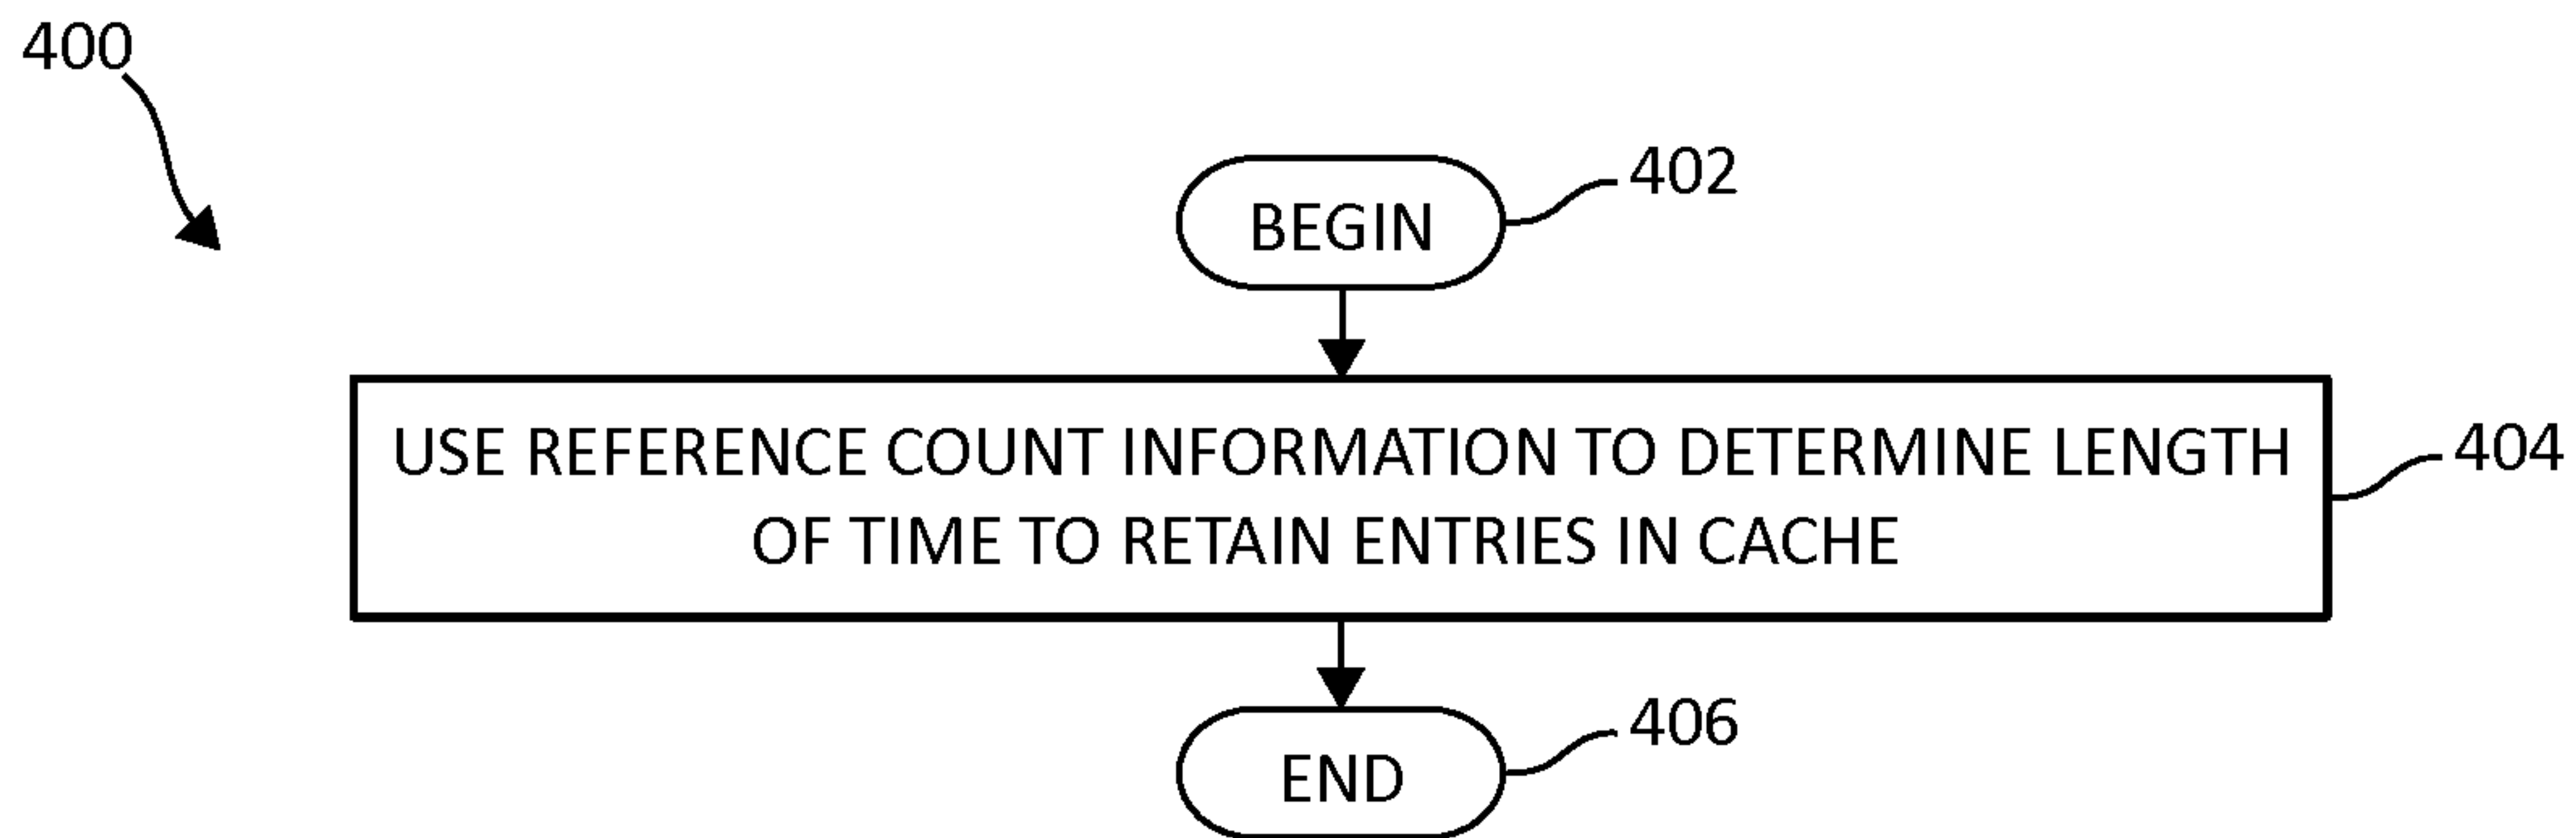 400
402
BEGIN
USE REFERENCE COUNT INFORMATION TO DETERMINE LENGTH
404
OF TIME TO RETAIN ENTRIES IN CACHE
406
END